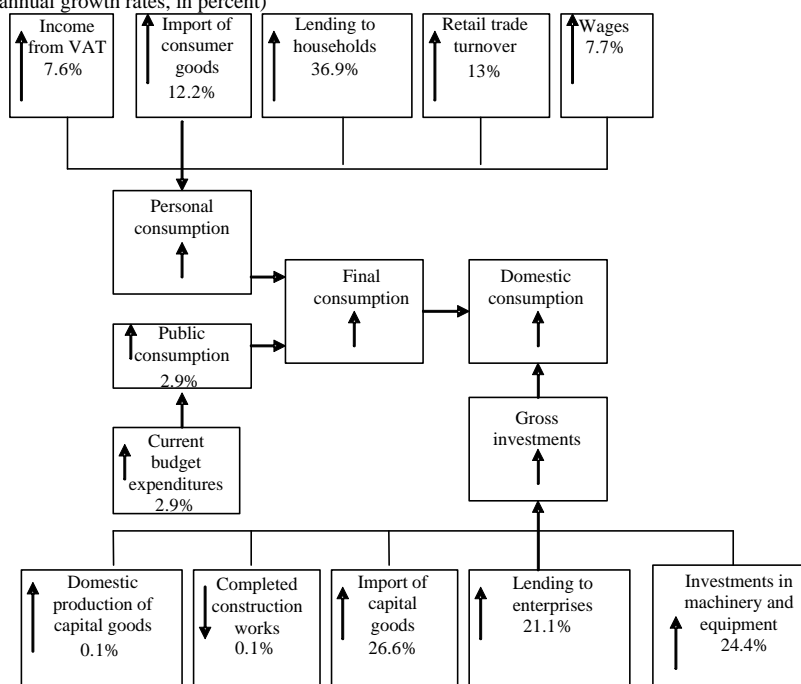 annual growth rates, in percent)
Income
from VAT
7.6%
Import of
consumer
goods
12.2%
Lending to
households
36.9%
Retail trade
turnover
13%
Wages
7.7%
Personal
consumption
Final
consumption
Domestic
consumption
Public
consumption
2.9%
Gross
investments
Current
budget
expenditures
2.9%
Domestic
production of
capital goods
0.1%
Completed
construction
works
0.1%
Import of
capital
goods
26.6%
Lending to
enterprises
21.1%
Investments in
machinery and
equipment
24.4%